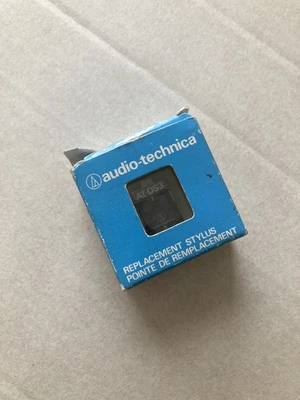 audio-technica
AT-DS3
REPLACEMENT STYLUS
POINTE DE REMPLACEMENT